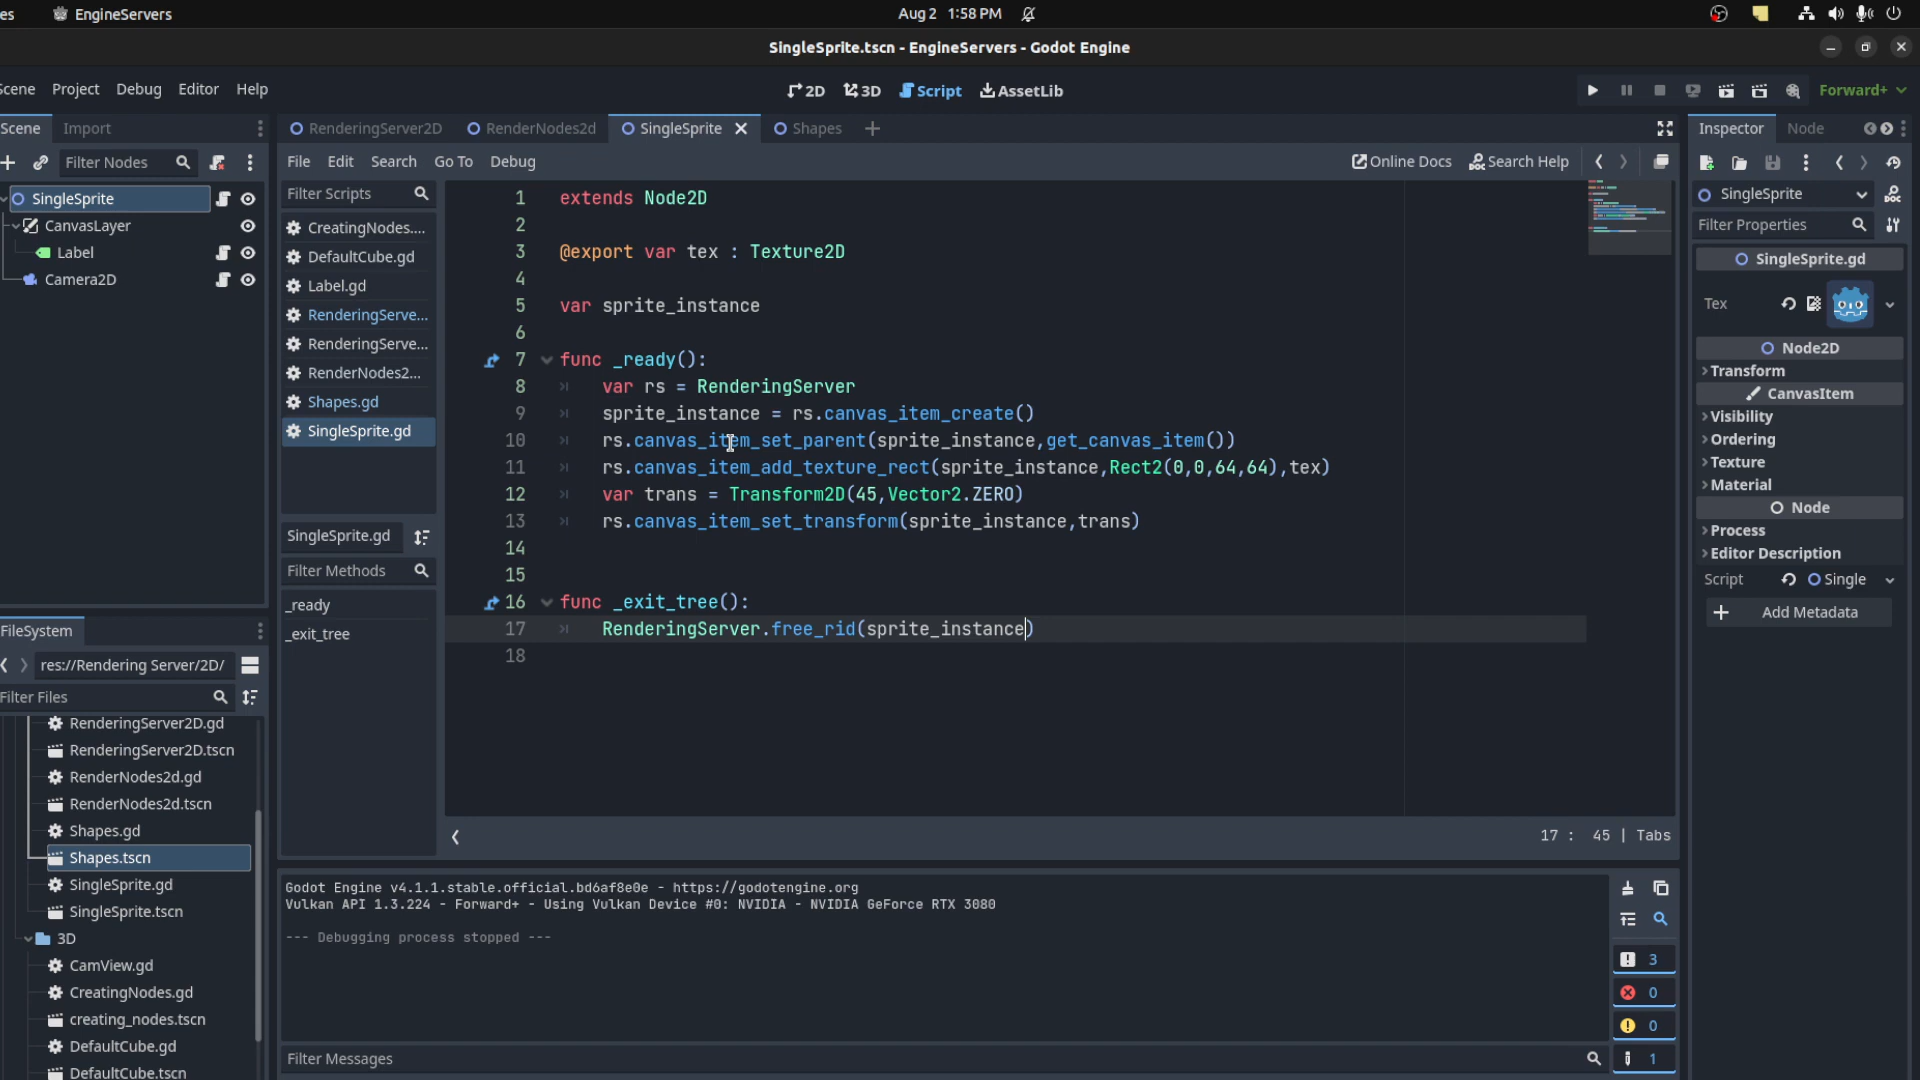 es
EngineServers
Aug 2 1:58 PM
SingleSprite.tscn - EngineServers - Godot Engine
cene Project Debug Editor Help
2D 3D Script AssetLib
Forward+
Scene Import
Filter Nodes
SingleSprite
CanvasLayer
Label
Camera2D
RenderingServer2D RenderNodes2d SingleSprite Shapes
File Edit Search Go To Debug
Online Docs Search Help
Filter Scripts
CreatingNodes....
DefaultCube.gd
Label.gd
RenderingServe...
RenderingServe...
RenderNodes2...
Shapes.gd
SingleSprite.gd
SingleSprite.gd
Filter Methods
_ready
_exit_tree
1 extends Node2D
2
3 @export var tex : Texture2D
4
5 var sprite_instance
6
7 func _ready():
8 var rs = RenderingServer
9 sprite_instance = rs.canvas_item_create()
10 rs.canvas_item_set_parent(sprite_instance,get_canvas_item())
11 rs.canvas_item_add_texture_rect(sprite_instance,Rect2(0,0,64,64),tex)
12 var trans = Transform2D(45,Vector2.ZERO)
13 rs.canvas_item_set_transform(sprite_instance,trans)
14
15
16 func _exit_tree():
17 RenderingServer.free_rid(sprite_instance)
18
17 : 45 | Tabs
Inspector Node
SingleSprite
Filter Properties
SingleSprite.gd
Tex
Node2D
Transform
CanvasItem
Visibility
Ordering
Texture
Material
Node
Process
Editor Description
Script Single
Add Metadata
FileSystem
res://Rendering Server/2D/
Filter Files
RenderingServer2D.gd
RenderingServer2D.tscn
RenderNodes2d.gd
RenderNodes2d.tscn
Shapes.gd
Shapes.tscn
SingleSprite.gd
SingleSprite.tscn
3D
CamView.gd
CreatingNodes.gd
creating_nodes.tscn
DefaultCube.gd
DefaultCube.tscn
Godot Engine v4.1.1.stable.official.bd6af8e0e - https://godotengine.org
Vulkan API 1.3.224 - Forward+ - Using Vulkan Device #0: NVIDIA - NVIDIA GeForce RTX 3080
--- Debugging process stopped ---
3
0
0
1
Filter Messages